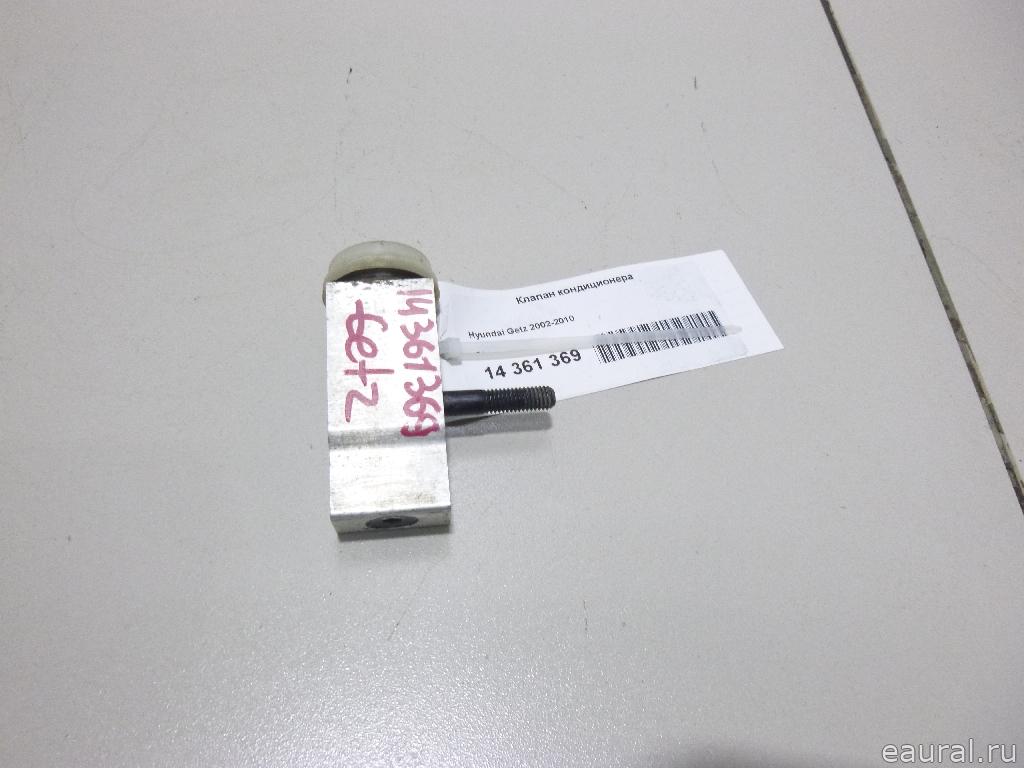 Клапан кондиционера
Hyundai Getz 2002-2010
14 361 369
14361369
Getz
eaural.ru